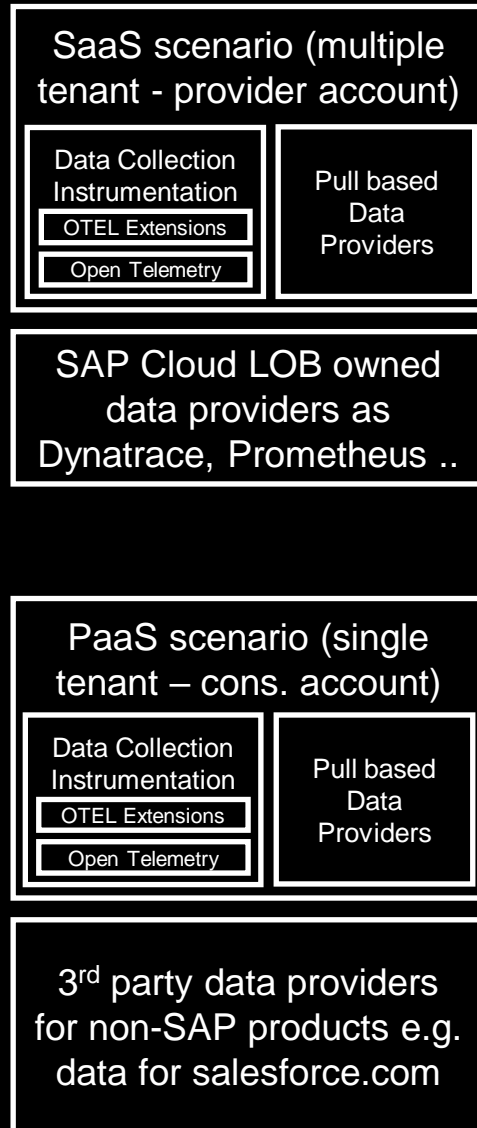 SaaS scenario (multiple
tenant - provider account)
Data Collection
Instrumentation
OTEL Extensions
Open Telemetry
Pull based
Data
Providers
SAP Cloud LOB owned
data providers as
Dynatrace, Prometheus ..
PaaS scenario (single
tenant – cons. account)
Data Collection
Instrumentation
OTEL Extensions
Open Telemetry
Pull based
Data
Providers
3rd party data providers
for non-SAP products e.g.
data for salesforce.com